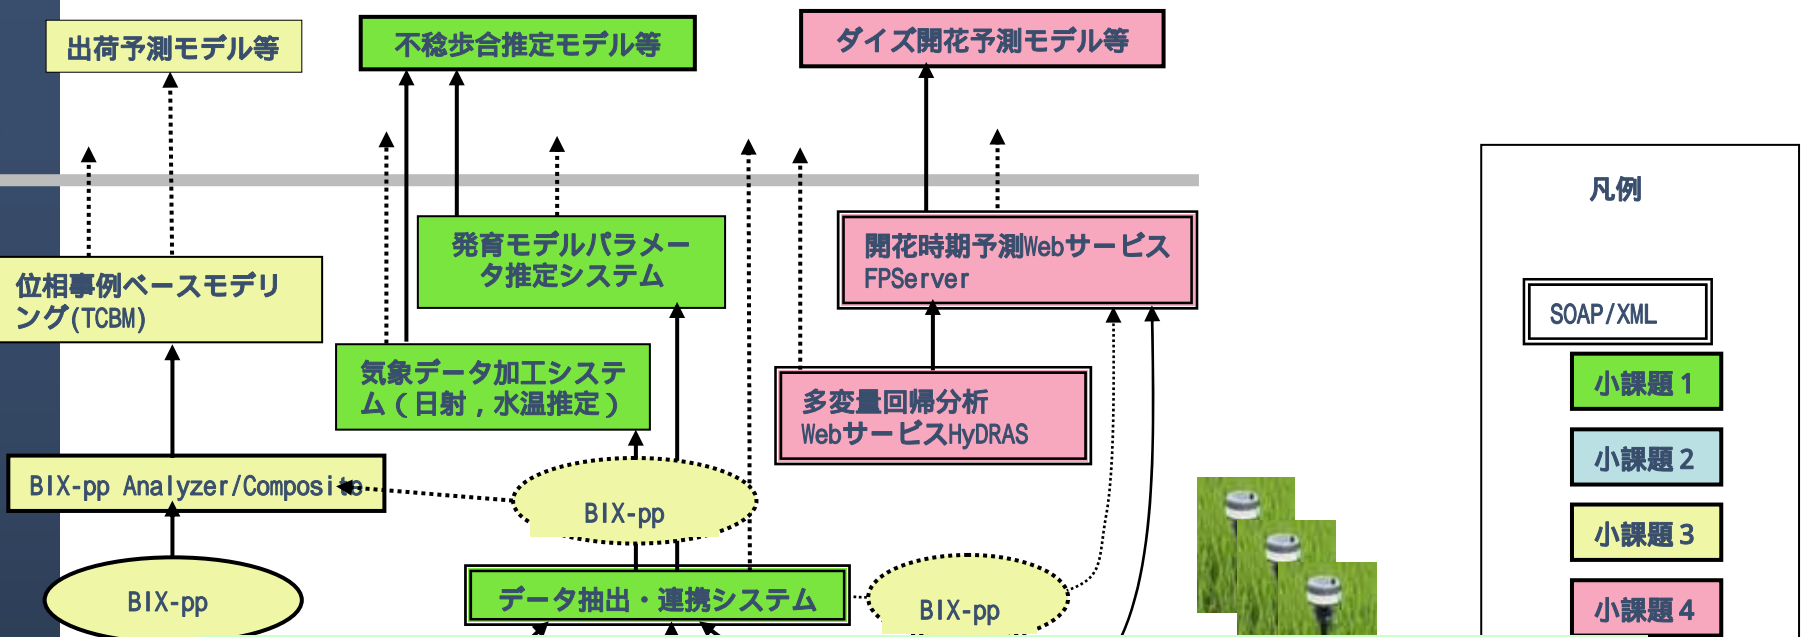 出荷予測モデル等
不稔歩合推定モデル等
ダイズ開花予測モデル等
凡例
発育モデルパラメー
タ推定システム
開花時期予測Webサービス
FPServer
位相事例ベースモデリ
ング(TCBM)
SOAP/XML
気象データ加工システ
ム（日射，水温推定）
小課題1
多変量回帰分析
WebサービスHyDRAS
小課題2
BIX-pp Analyzer/Composite
BIX-pp
小課題3
BIX-pp
データ抽出・連携システム
BIX-pp
小課題4